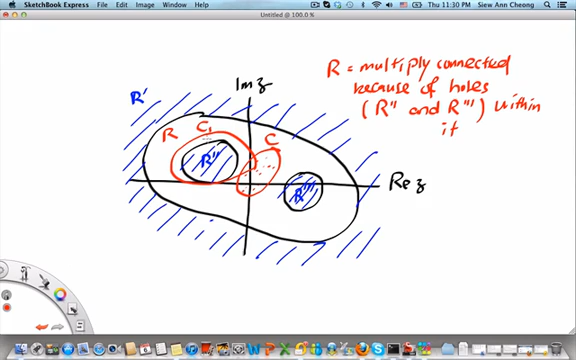 SketchBook Express File Edit Image Window Help Thu 11:30 PM Siew Ann Cheong
Untitled @ 100.0 %
R = multiply connected
because of holes
(R'' and R''') within
it
Im z
R'
R C₁ C
R''
Re z
R'''